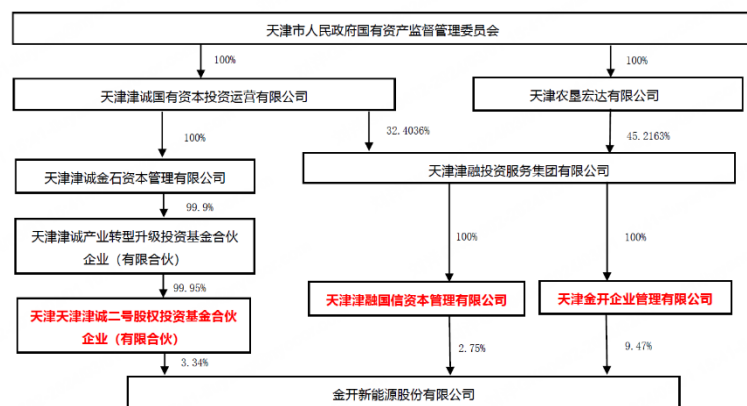 天津市人民政府国有资产监督管理委员会
100%
100%
天津津诚国有资本投资运营有限公司
天津农垦宏达有限公司
100%
32.4036%
45.2163%
天津津诚金石资本管理有限公司
天津津融投资服务集团有限公司
99.9%
天津津诚产业转型升级投资基金合伙
企业（有限合伙）
100%
100%
99.95%
天津天津津诚二号股权投资基金合伙
企业（有限合伙）
天津津融国信资本管理有限公司
天津金开企业管理有限公司
3.34%
2.75%
9.47%
金开新能源股份有限公司